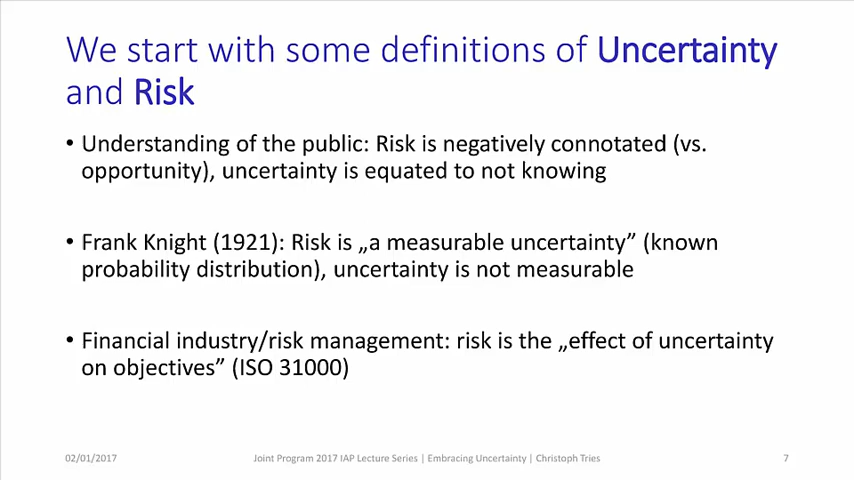 We start with some definitions of Uncertainty
and Risk
• Understanding of the public: Risk is negatively connotated (vs.
opportunity), uncertainty is equated to not knowing
• Frank Knight (1921): Risk is „a measurable uncertainty” (known
probability distribution), uncertainty is not measurable
• Financial industry/risk management: risk is the „effect of uncertainty
on objectives” (ISO 31000)
02/01/2017 Joint Program 2017 IAP Lecture Series | Embracing Uncertainty | Christoph Tries 7